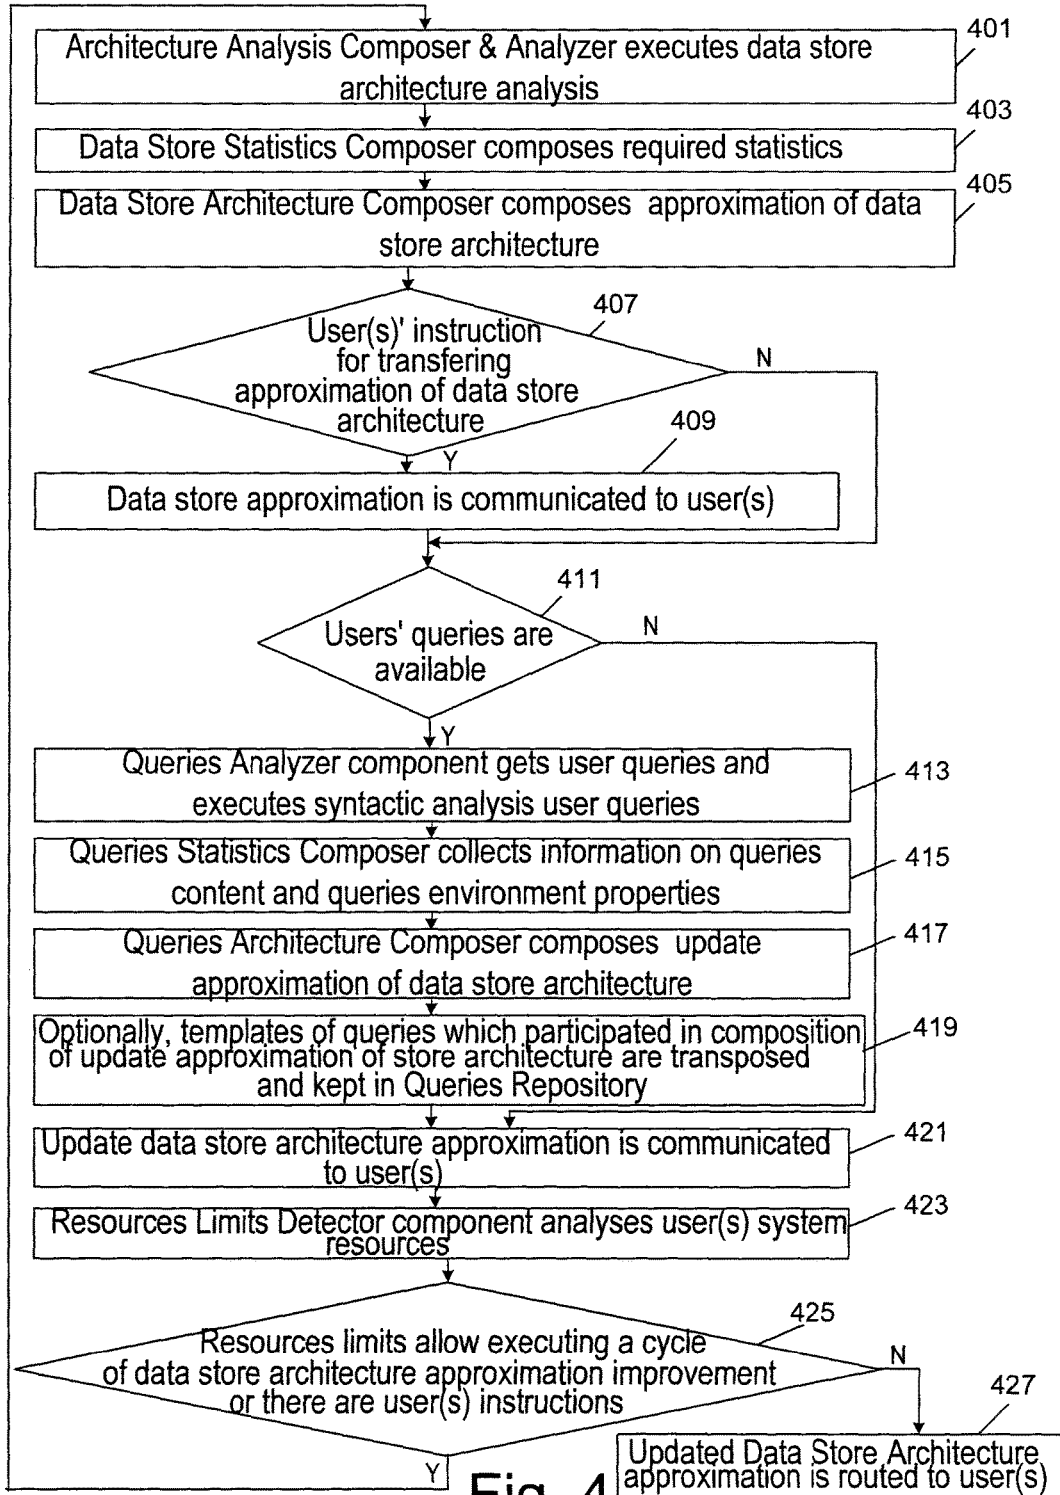 Architecture Analysis Composer & Analyzer executes data store
architecture analysis
401
Data Store Statistics Composer composes required statistics
403
Data Store Architecture Composer composes approximation of data
store architecture
405
User(s)' instruction
for transfering
approximation of data store
architecture
407
N
Y
409
Data store approximation is communicated to user(s)
411
Users' queries are
available
N
Y
Queries Analyzer component gets user queries and
executes syntactic analysis user queries
413
Queries Statistics Composer collects information on queries
content and queries environment properties
415
Queries Architecture Composer composes update
approximation of data store architecture
417
Optionally, templates of queries which participated in composition
of update approximation of store architecture are transposed
and kept in Queries Repository
419
Update data store architecture approximation is communicated
to user(s)
421
Resources Limits Detector component analyses user(s) system
resources
423
Resources limits allow executing a cycle
of data store architecture approximation improvement
or there are user(s) instructions
425
N
Y
427
Updated Data Store Architecture
approximation is routed to user(s)
Fig. 4